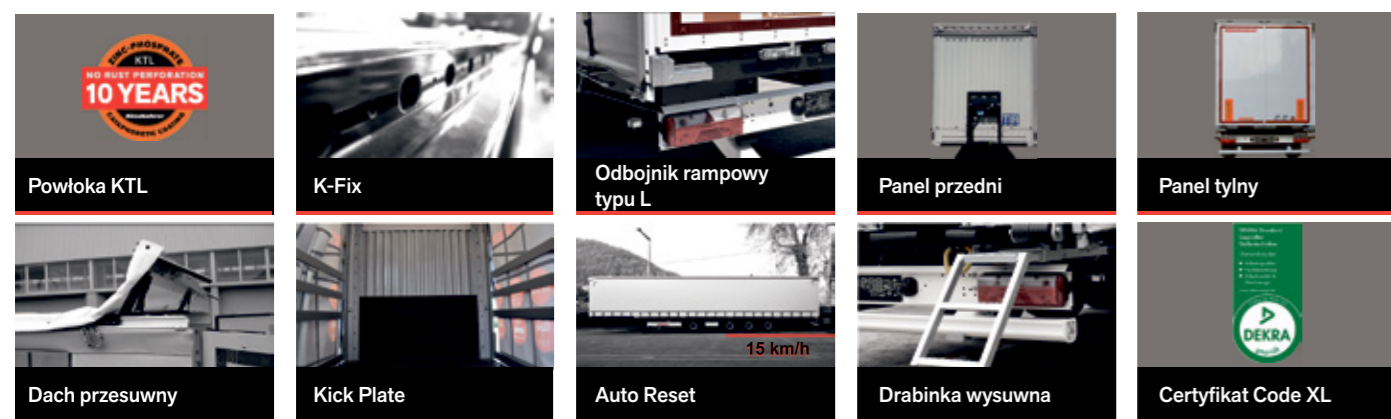 ZINC-PHOSPHATE
KTL
NO RUST PERFORATION
10 YEARS
CATAPHORETIC COATING
Powłoka KTL
K-Fix
Odbojnik rampowy
typu L
Panel przedni
Panel tylny
15 km/h
DEKRA
Dach przesuwny
Kick Plate
Auto Reset
Drabinka wysuwna
Certyfikat Code XL